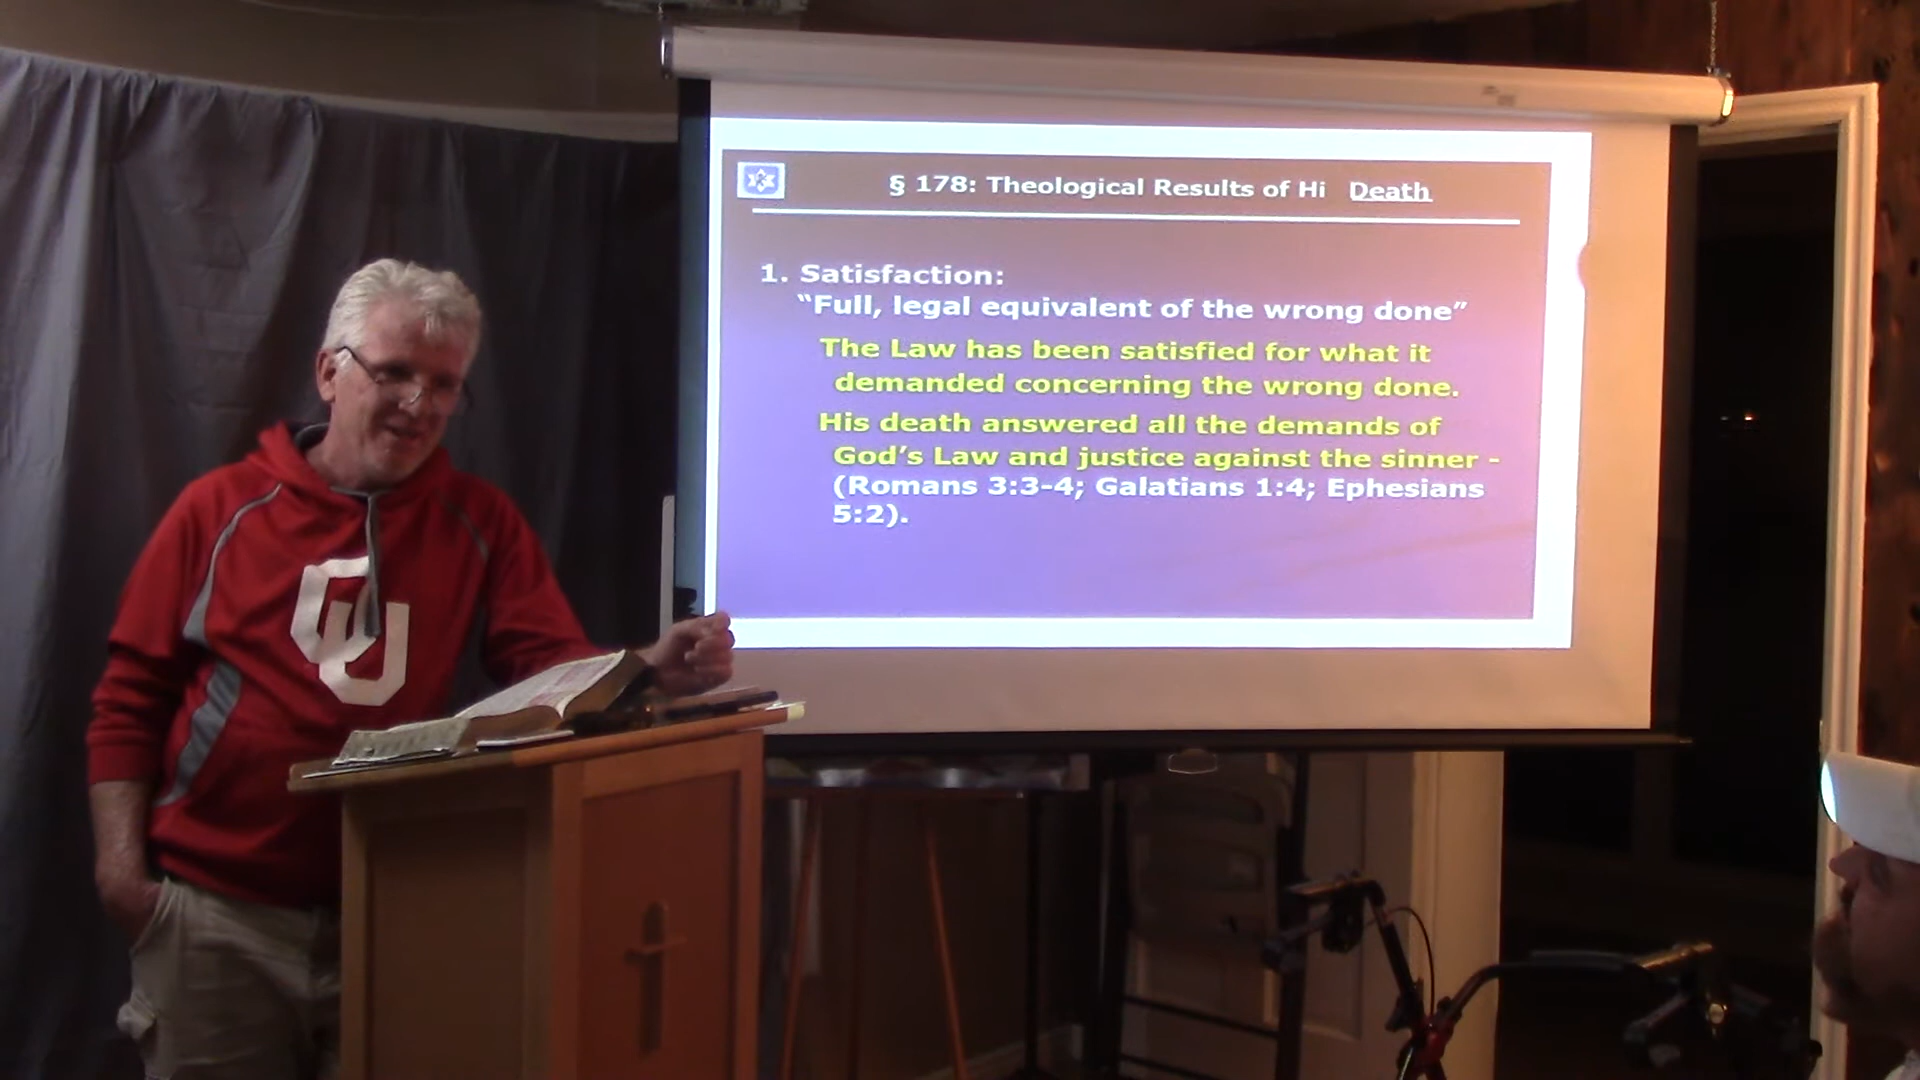 § 178: Theological Results of Hi Death
1. Satisfaction:
“Full, legal equivalent of the wrong done”
The Law has been satisfied for what it
demanded concerning the wrong done.
His death answered all the demands of
God’s Law and justice against the sinner -
(Romans 3:3-4; Galatians 1:4; Ephesians
5:2).
OU